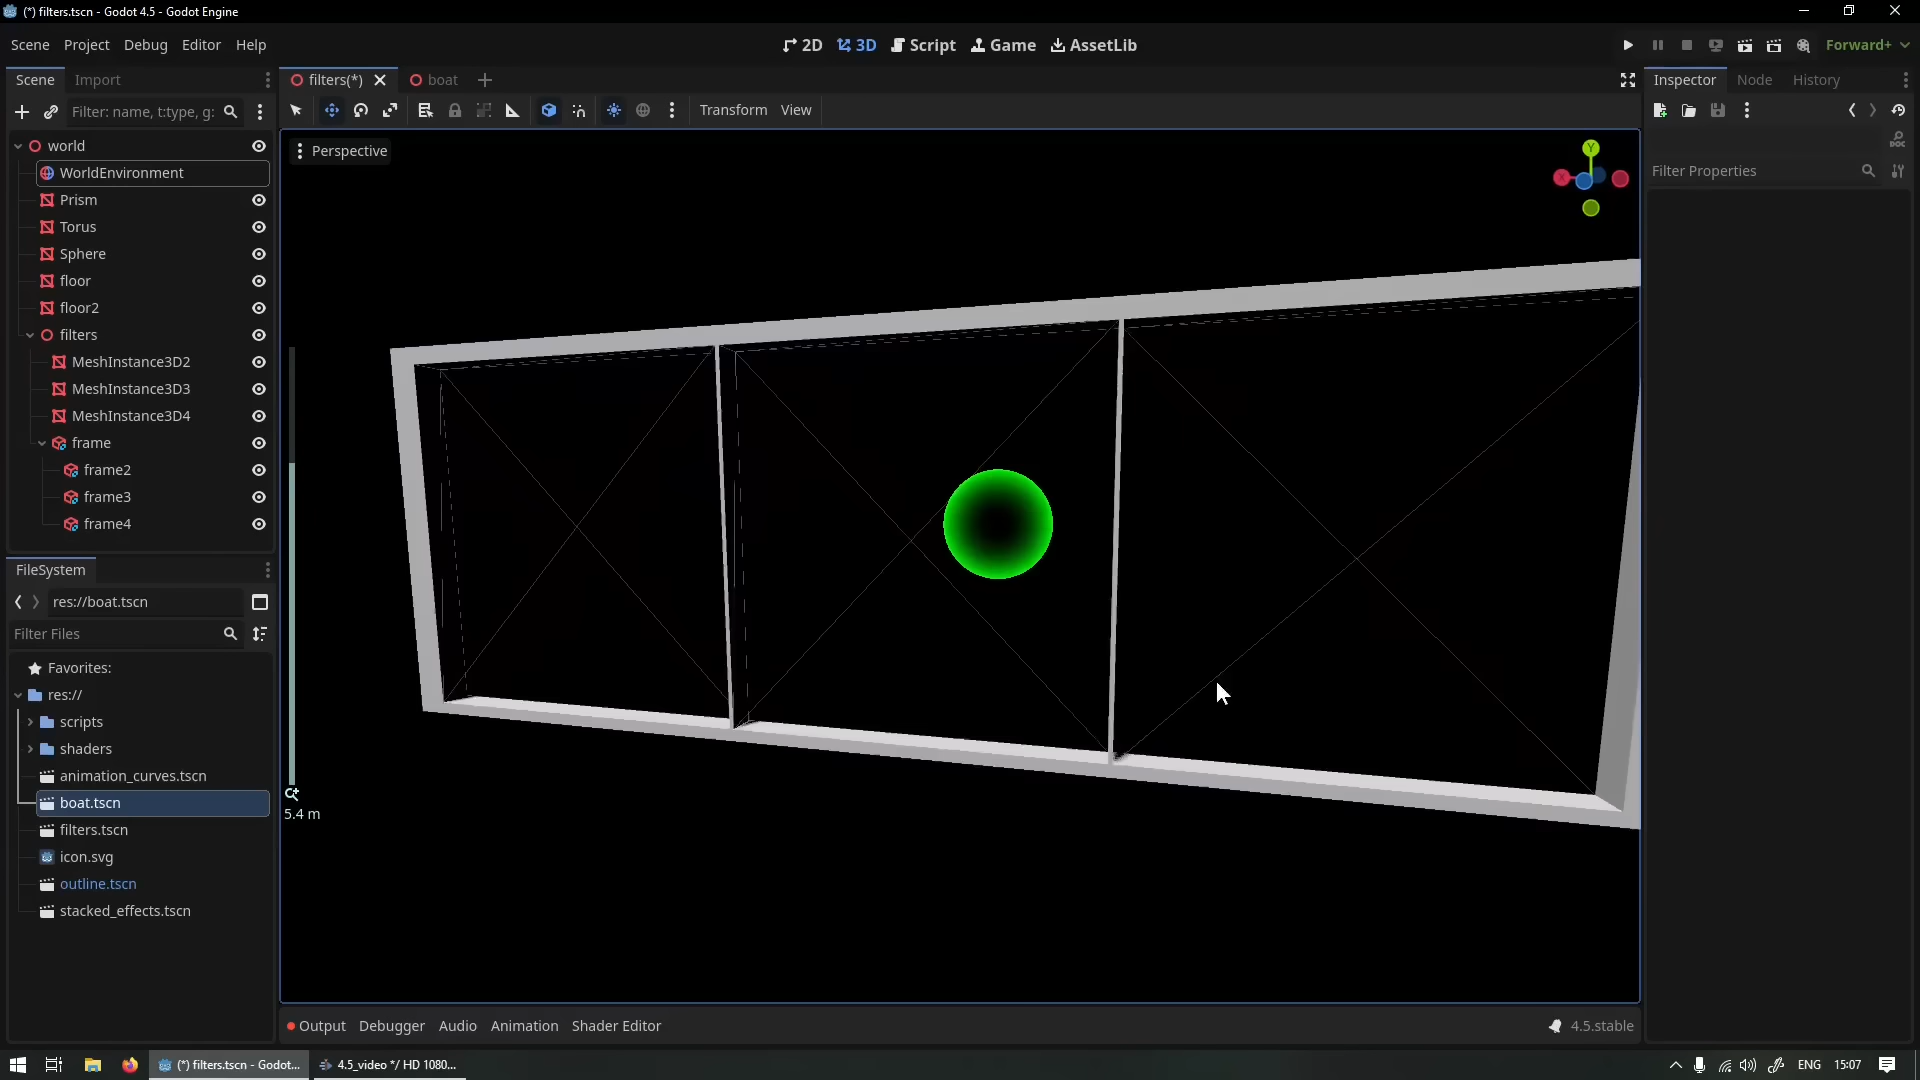 (*) filters.tscn - Godot 4.5 - Godot Engine
Scene Project Debug Editor Help
2D 3D Script Game AssetLib
Forward+
Scene Import
filters(*) boat
Inspector Node History
Filter: name, t:type, g:
Transform View
world
WorldEnvironment
Prism
Torus
Sphere
floor
floor2
filters
MeshInstance3D2
MeshInstance3D3
MeshInstance3D4
frame
frame2
frame3
frame4
Perspective
Y
X
DOC
Filter Properties
FileSystem
res://boat.tscn
Filter Files
Favorites:
res://
scripts
shaders
animation_curves.tscn
boat.tscn
filters.tscn
icon.svg
outline.tscn
stacked_effects.tscn
5.4 m
Output Debugger Audio Animation Shader Editor
4.5.stable
(*) filters.tscn - Godot...
4.5_video */ HD 1080...
ENG 15:07